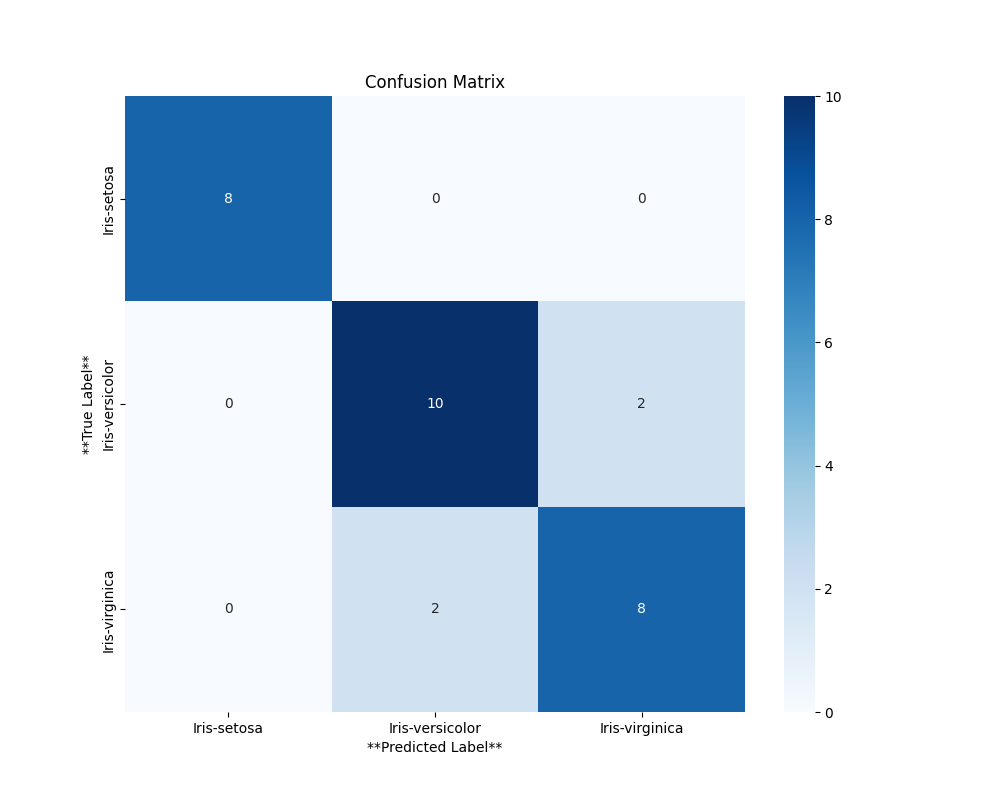 Confusion Matrix
Iris-setosa
8 0 0
**True Label**
Iris-versicolor
0 10 2
Iris-virginica
0 2 8
Iris-setosa Iris-versicolor Iris-virginica
**Predicted Label**
10
8
6
4
2
0